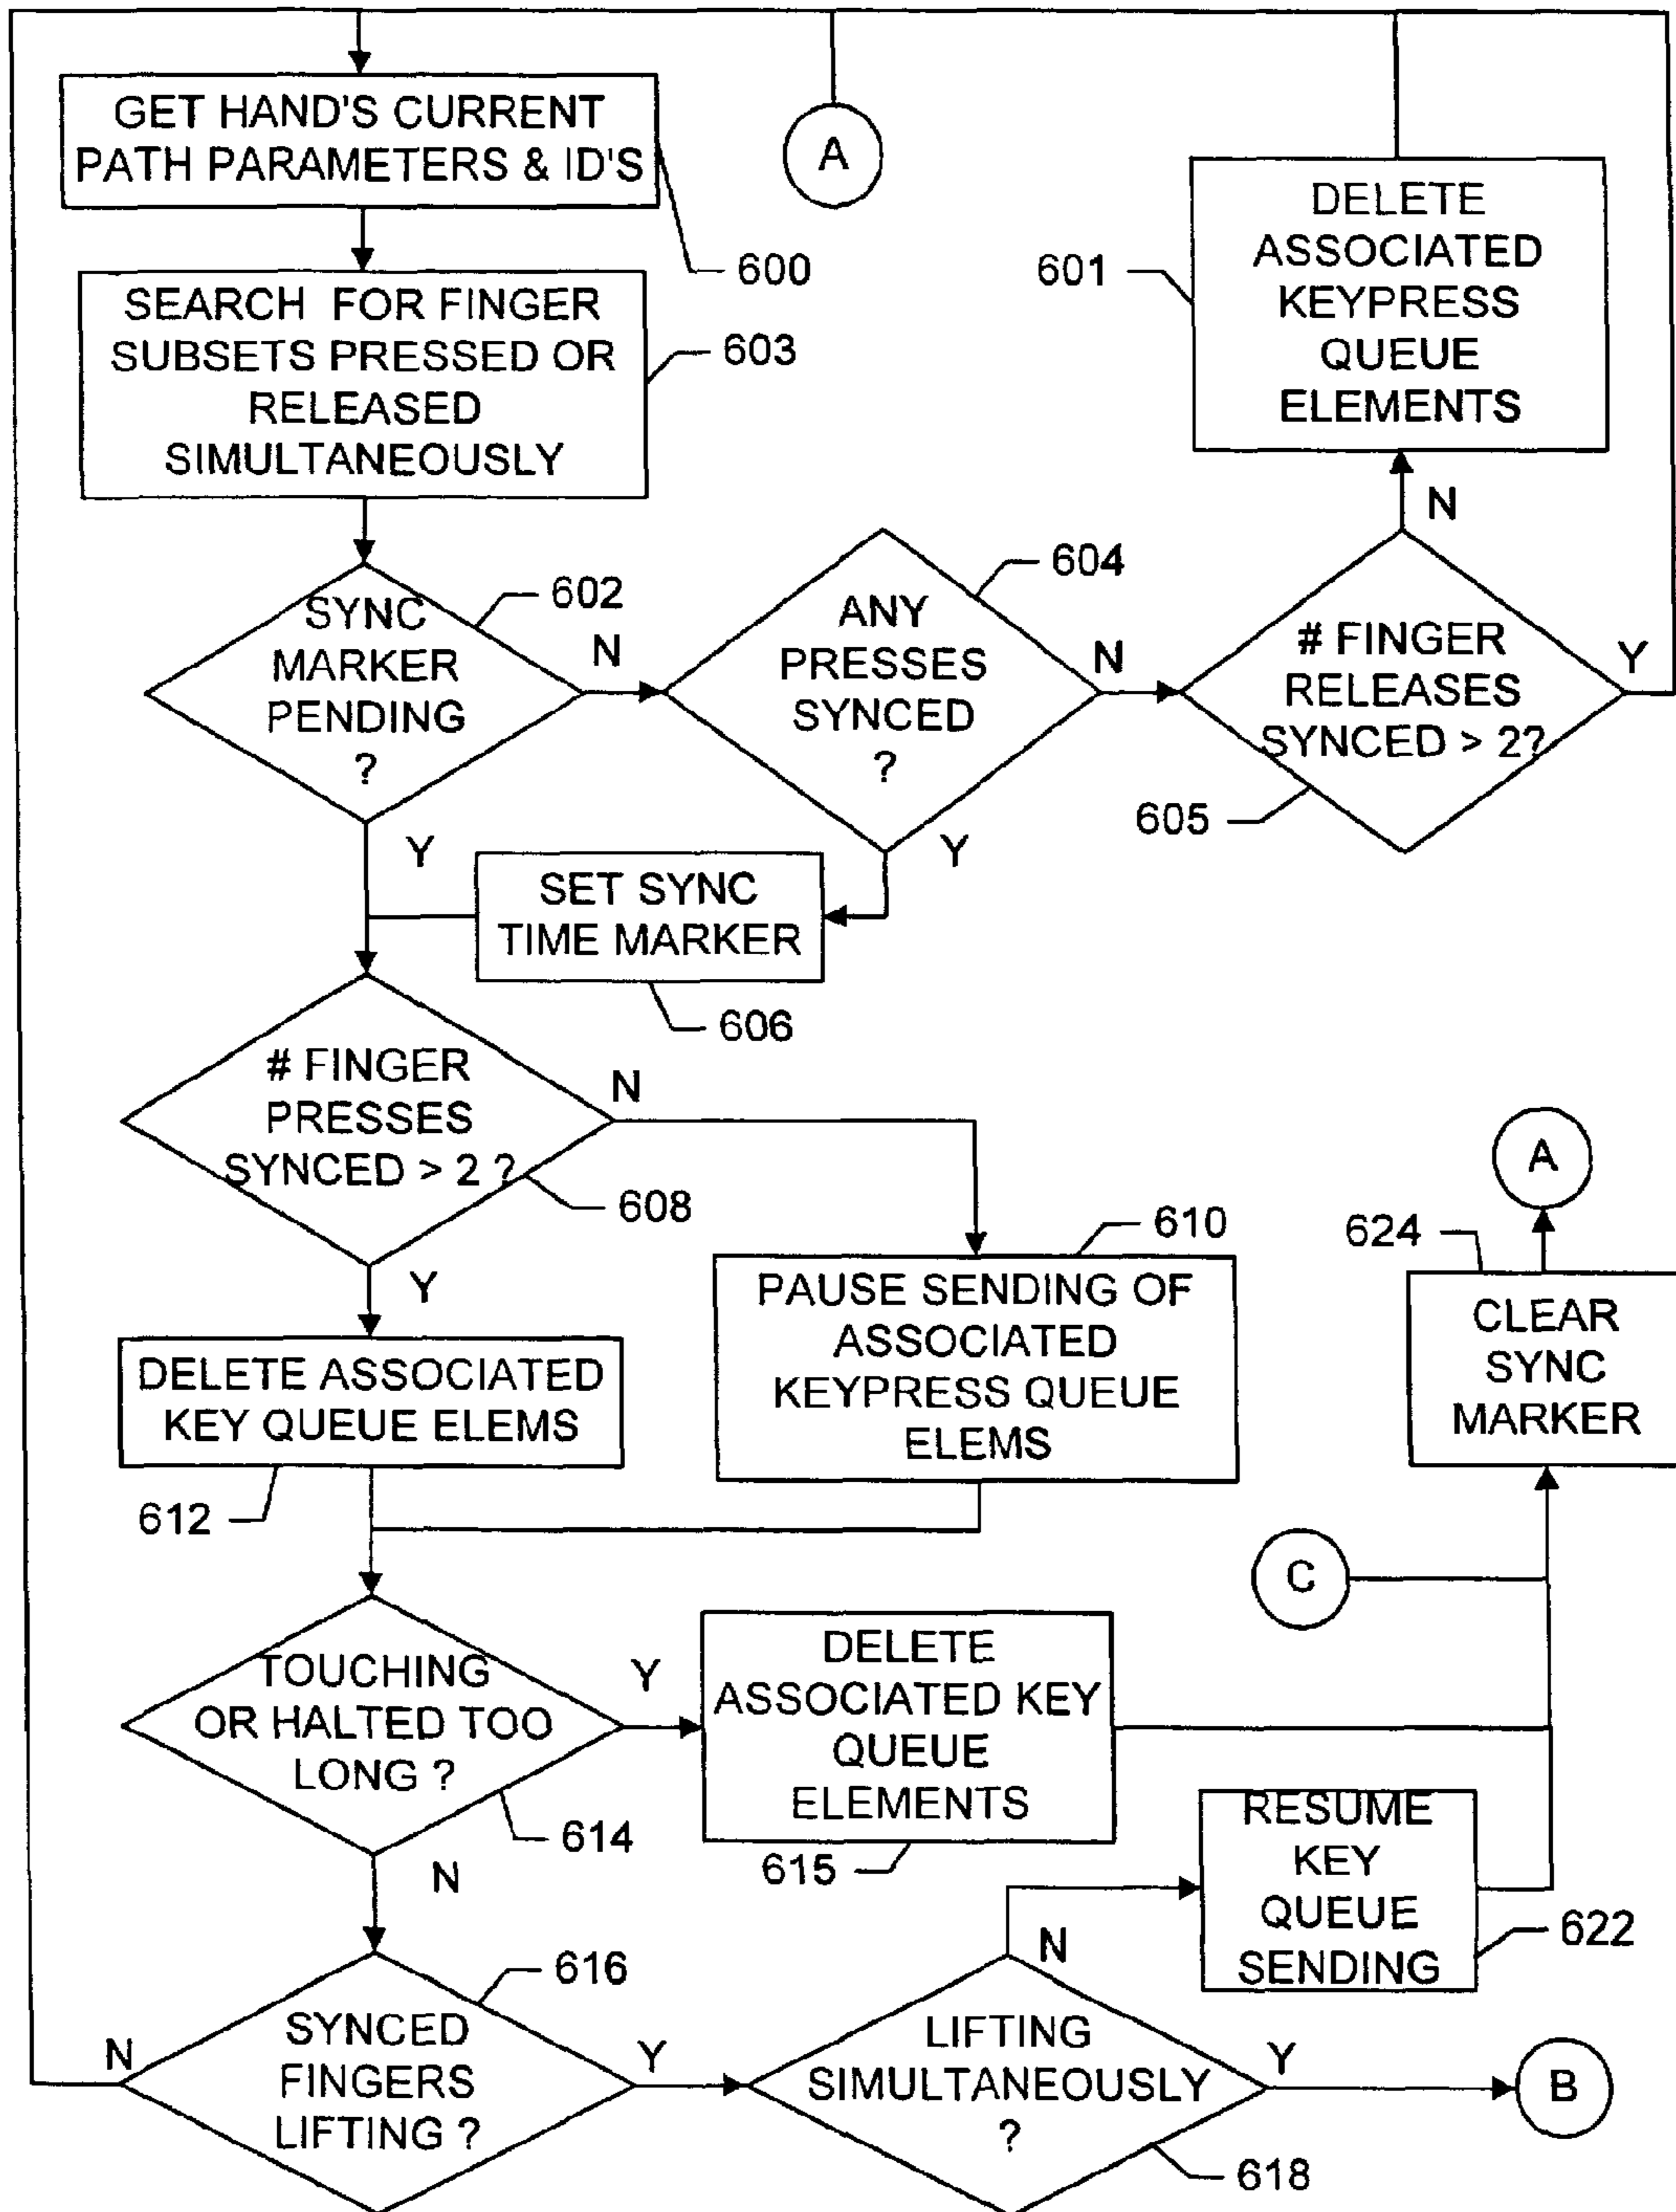 GET HAND'S CURRENT
PATH PARAMETERS & ID'S
600
A
DELETE
ASSOCIATED
KEYPRESS
QUEUE
ELEMENTS
601
SEARCH FOR FINGER
SUBSETS PRESSED OR
RELEASED
SIMULTANEOUSLY
603
N
SYNC
MARKER
PENDING
?
602
N
Y
ANY
PRESSES
SYNCED
?
604
N
Y
# FINGER
RELEASES
SYNCED > 2?
605
Y
SET SYNC
TIME MARKER
606
# FINGER
PRESSES
SYNCED > 2 ?
608
N
Y
PAUSE SENDING OF
ASSOCIATED
KEYPRESS QUEUE
ELEMS
610
A
624
CLEAR
SYNC
MARKER
DELETE ASSOCIATED
KEY QUEUE ELEMS
612
C
TOUCHING
OR HALTED TOO
LONG ?
614
Y
N
DELETE
ASSOCIATED KEY
QUEUE
ELEMENTS
615
RESUME
KEY
QUEUE
SENDING
622
SYNCED
FINGERS
LIFTING ?
616
N
Y
LIFTING
SIMULTANEOUSLY
?
618
N
Y
B